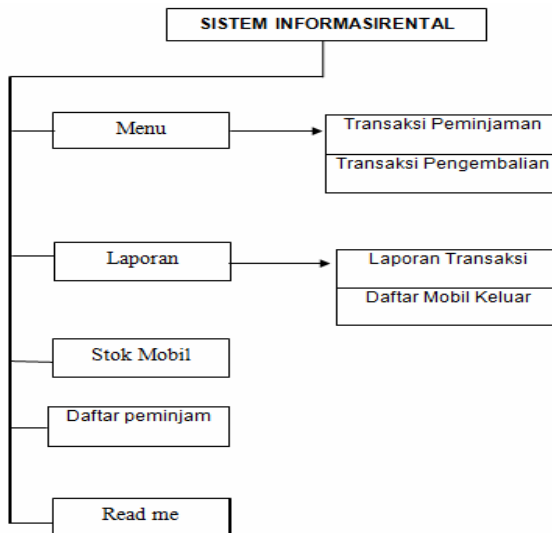 SISTEM INFORMASIRENTAL
Menu
Transaksi Peminjaman
Transaksi Pengembalian
Laporan
Laporan Transaksi
Daftar Mobil Keluar
Stok Mobil
Daftar peminjam
Read me